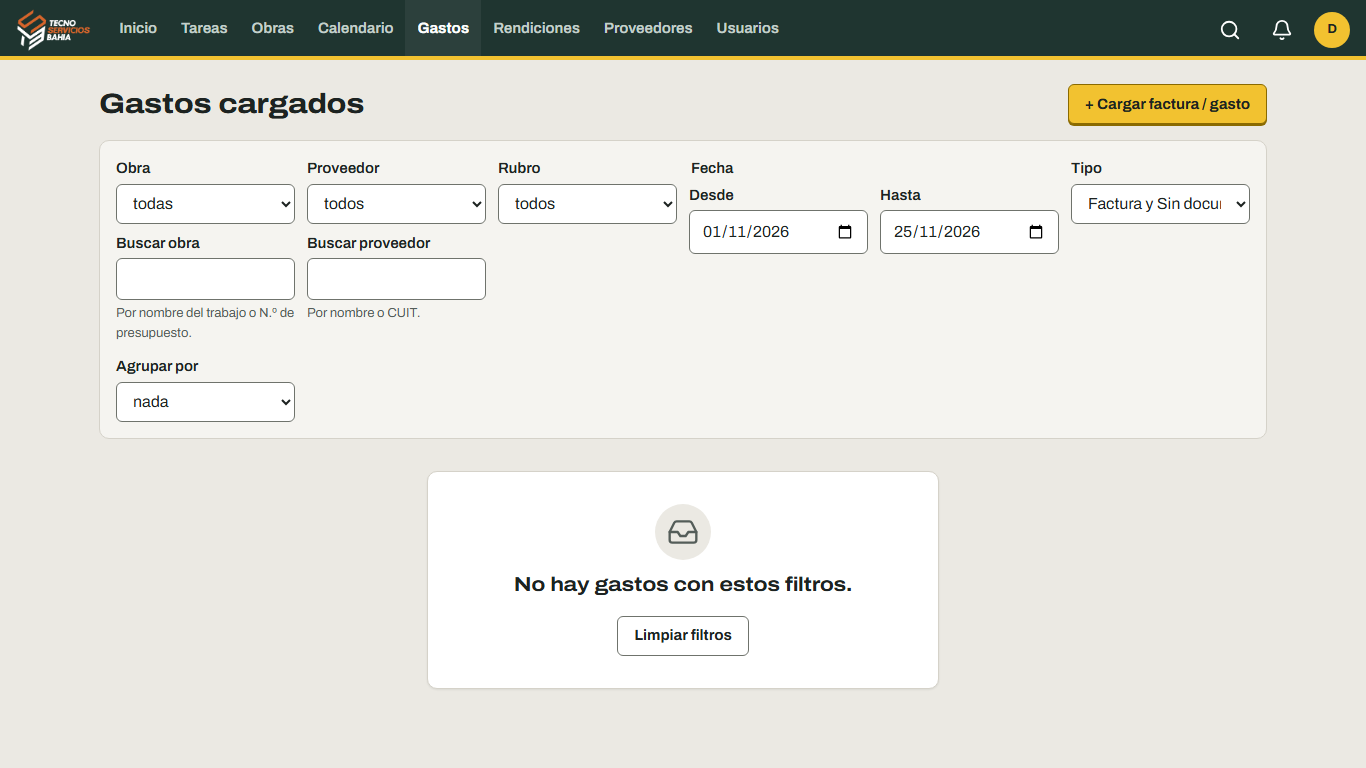 TECNO
SERVICIOS
BAHIA
Inicio
Tareas
Obras
Calendario
Gastos
Rendiciones
Proveedores
Usuarios
D
Gastos cargados
+ Cargar factura / gasto
Obra
todas
Proveedor
todos
Rubro
todos
Fecha
Desde
01/11/2026
Hasta
25/11/2026
Tipo
Factura y Sin docu
Buscar obra
Por nombre del trabajo o N.º de
presupuesto.
Buscar proveedor
Por nombre o CUIT.
Agrupar por
nada
No hay gastos con estos filtros.
Limpiar filtros